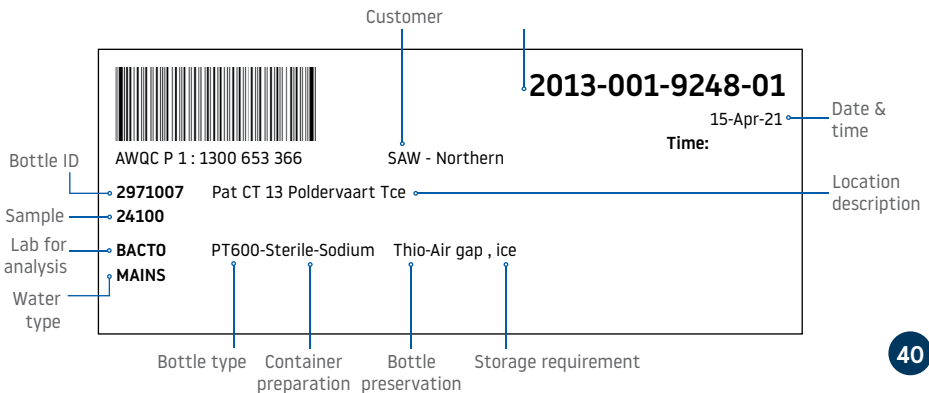 Customer
2013-001-9248-01
15-Apr-21
Date &
time
Time:
AWQC P 1 : 1300 653 366
SAW - Northern
Bottle ID
2971007
Pat CT 13 Poldervaart Tce
Location
description
Sample
24100
Lab for
analysis
BACTO
PT600-Sterile-Sodium
Thio-Air gap , ice
MAINS
Water
type
Bottle type
Container
preparation
Bottle
preservation
Storage requirement
40